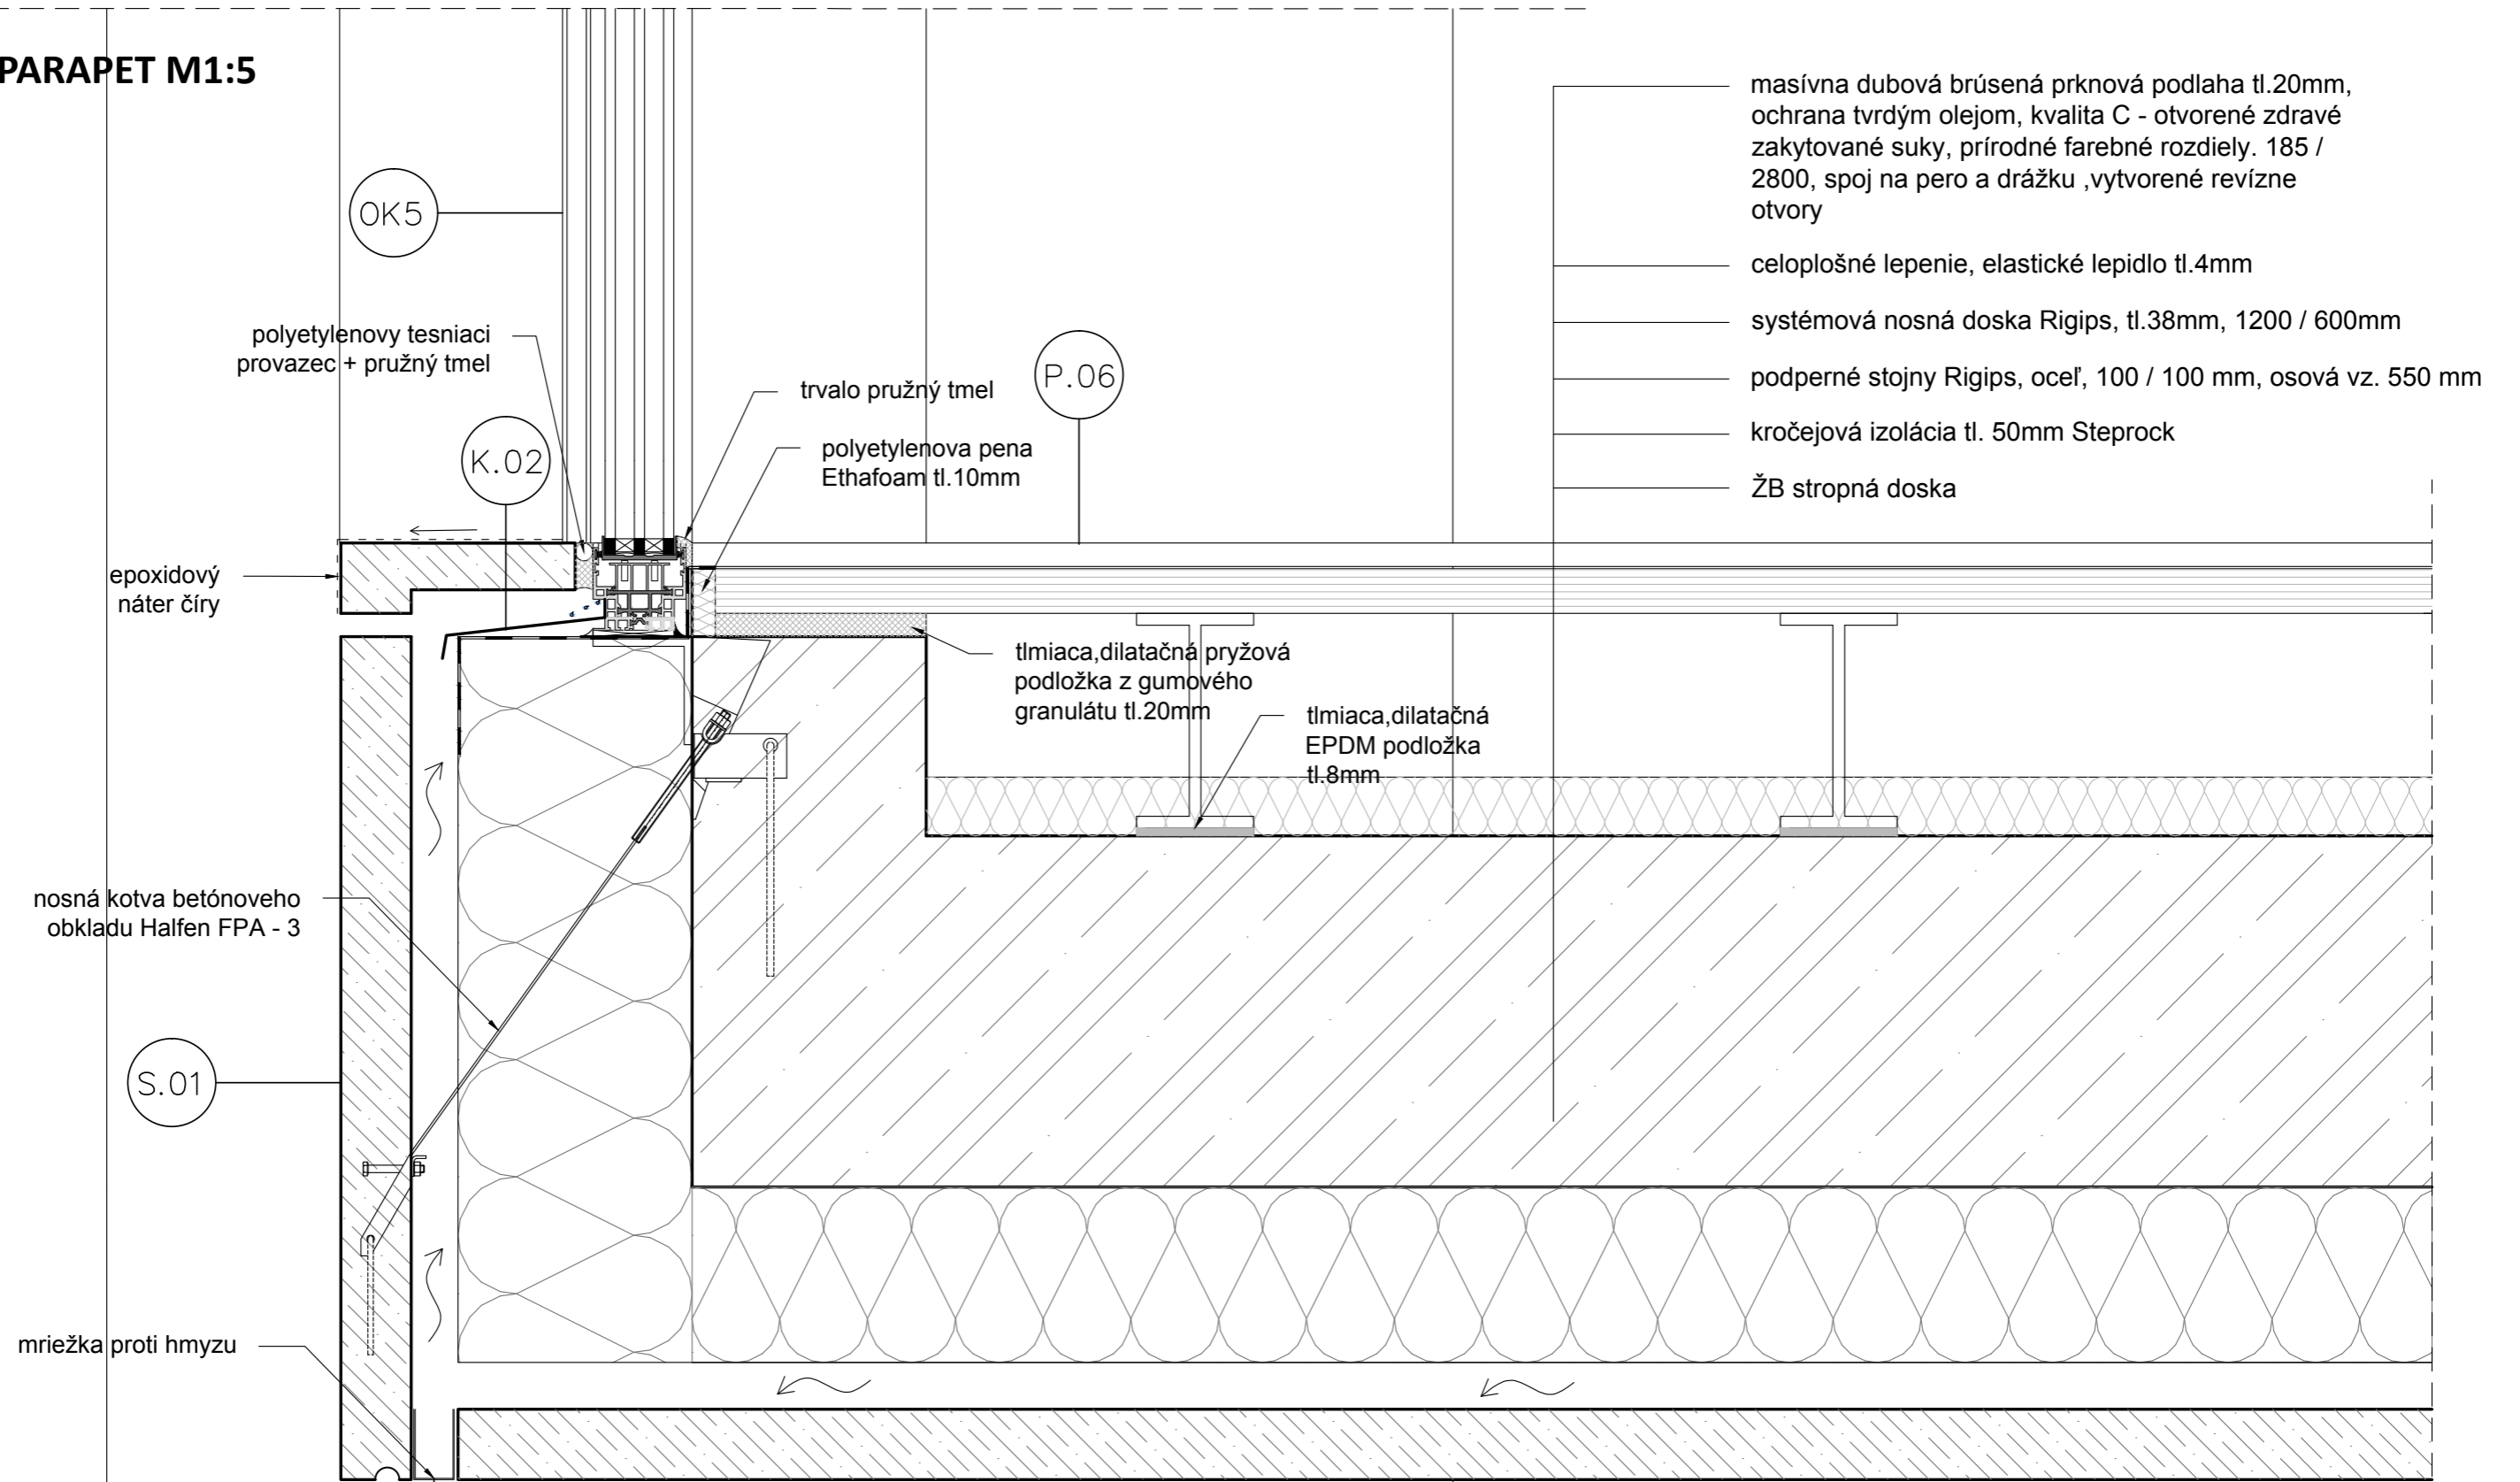 PARAPET M1:5
masívna dubová brúsená prknová podlaha tl.20mm,
ochrana tvrdým olejom, kvalita C - otvorené zdravé
zakytované suky, prírodné farebné rozdiely. 185 /
2800, spoj na pero a drážku ,vytvorené revízne
otvory
celoplošné lepenie, elastické lepidlo tl.4mm
systémová nosná doska Rigips, tl.38mm, 1200 / 600mm
podperné stojny Rigips, oceľ, 100 / 100 mm, osová vz. 550 mm
kročejová izolácia tl. 50mm Steprock
ŽB stropná doska
OK5
polyetylenovy tesniaci
provazec + pružný tmel
K.02
trvalo pružný tmel
polyetylenova pena
Ethafoam tl.10mm
P.06
epoxidový
náter číry
tlmiaca,dilatačná pryžová
podložka z gumového
granulátu tl.20mm
tlmiaca,dilatačná
EPDM podložka
tl.8mm
nosná kotva betónoveho
obkladu Halfen FPA - 3
S.01
mriežka proti hmyzu